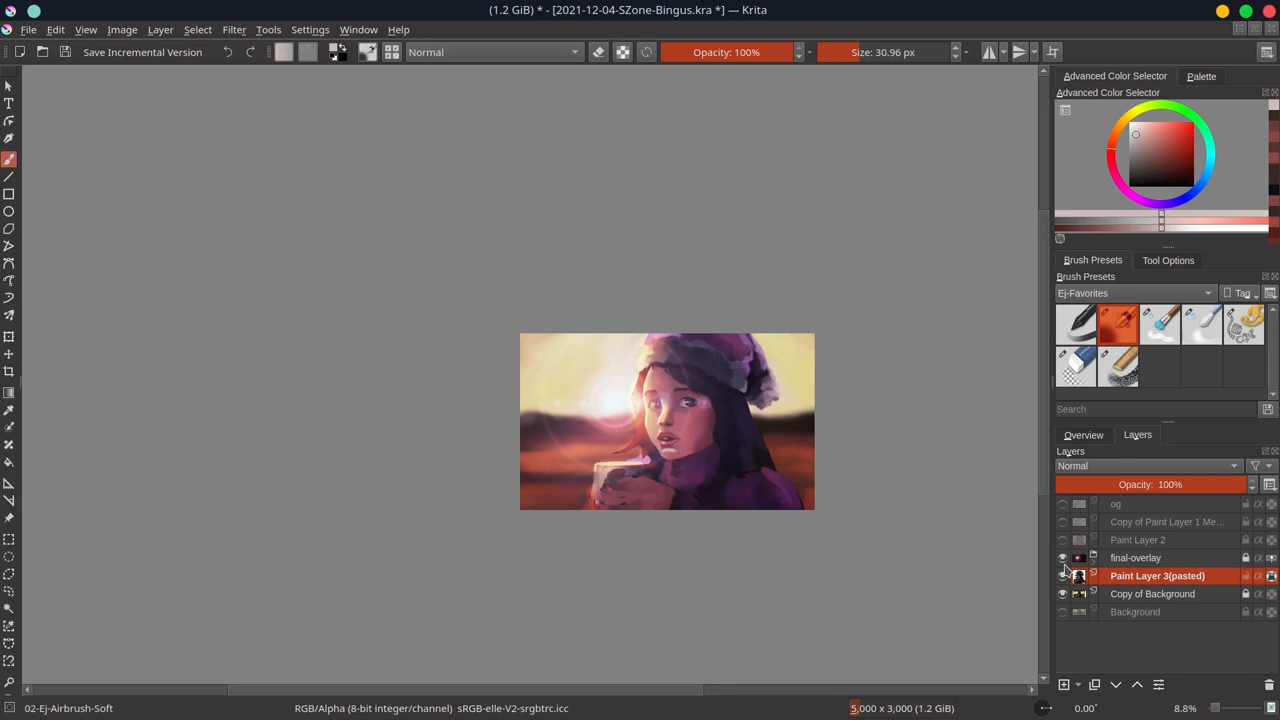 (1.2 GiB) * - [2021-12-04-SZone-Bingus.kra *] — Krita
File Edit View Image Filter Layer Select Tools Settings Window Help
Save Incremental Version Normal Opacity: 100% Size: 30.96 px
Advanced Color Selector Palette
Advanced Color Selector
Brush Presets Tool Options
Brush Presets
Ej-Favorites Tag
Search
Overview Layers
Layers
Normal
Opacity: 100%
og
Copy of Paint Layer 1 Me...
Paint Layer 2
final-overlay
Paint Layer 3(pasted)
Copy of Background
Background
02-Ej-Airbrush-Soft RGB/Alpha (8-bit integer/channel) sRGB-elle-V2-srgbtrc.icc 5,000 x 3,000 (1.2 GiB) 0.00° 8.8%